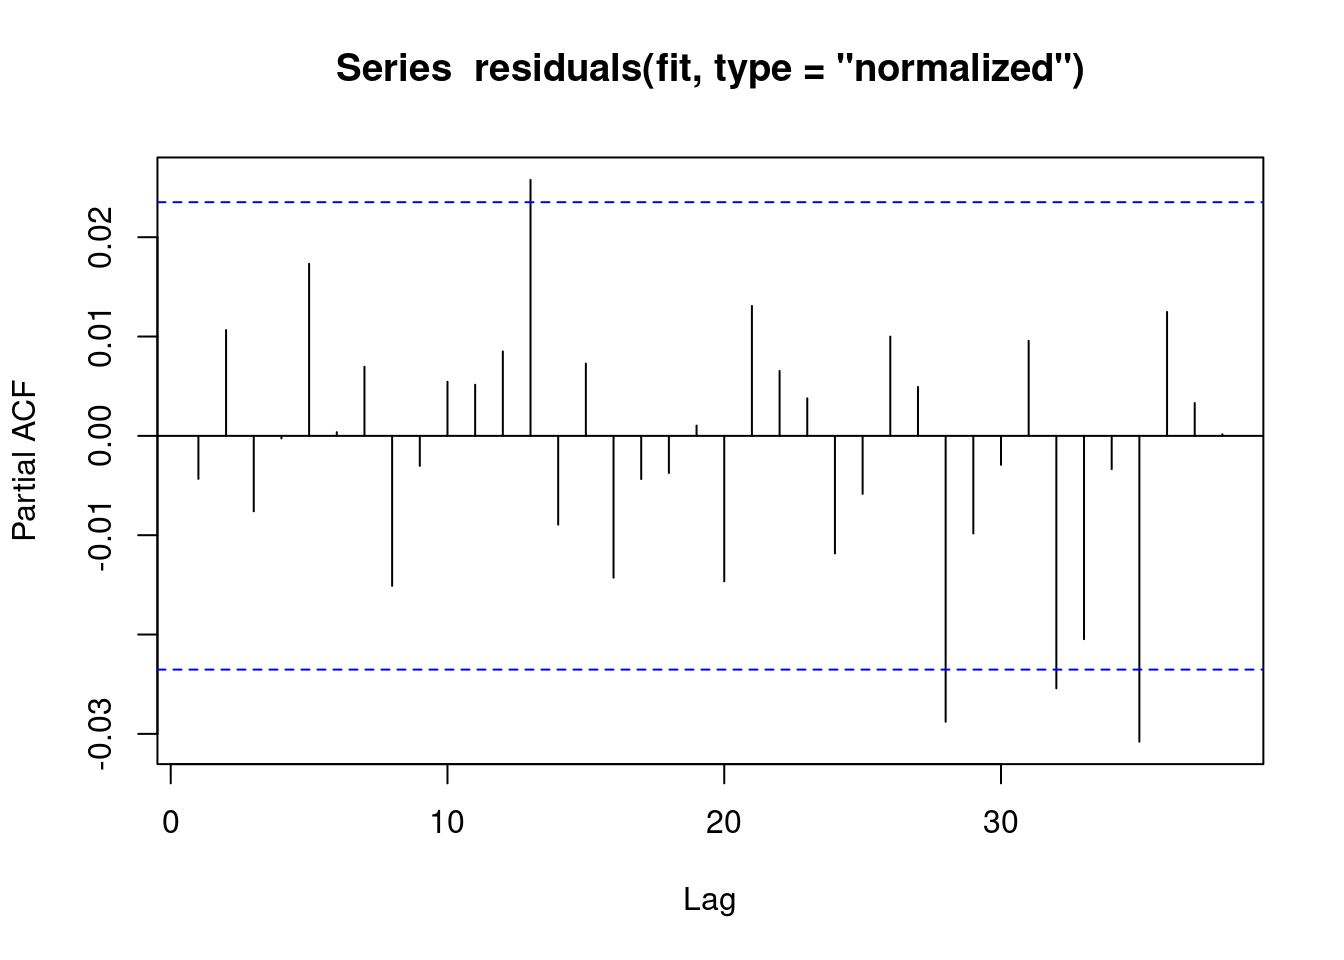 Series  residuals(fit, type = "normalized")
Partial ACF
0.02
0.01
0.00
-0.01
-0.03
0 10 20 30
Lag